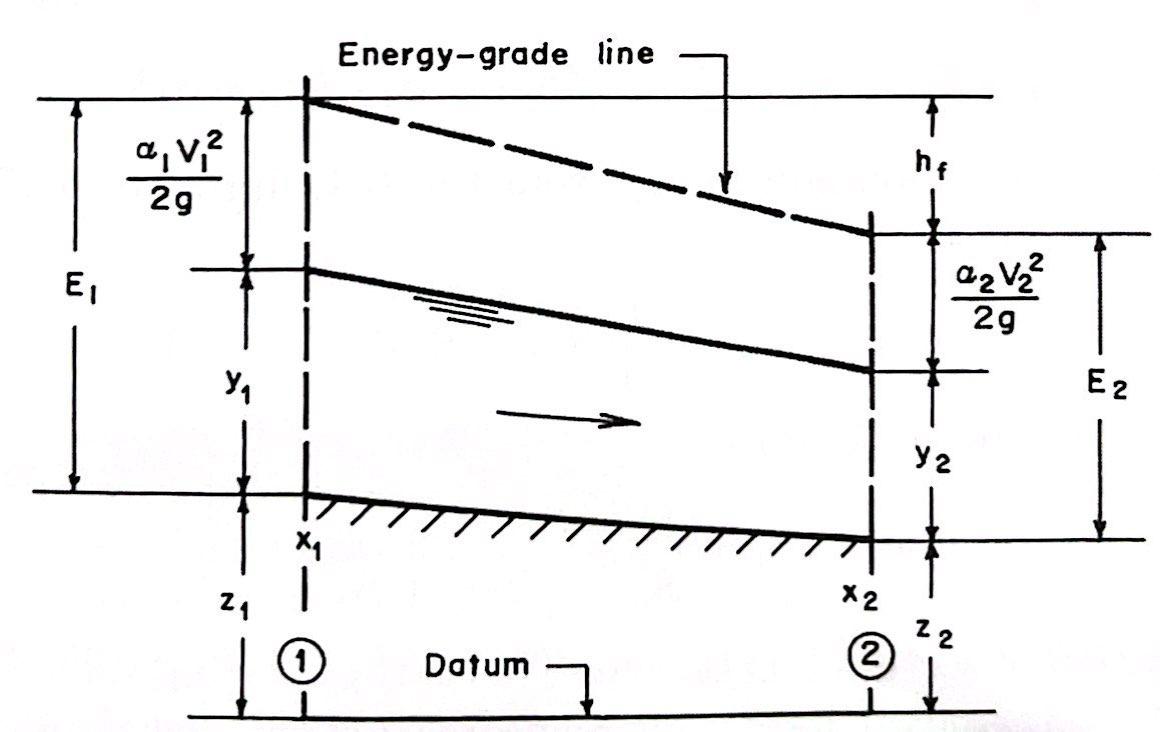 Energy-grade line
α₁V₁²
2g
h_f
E₁
α₂V₂²
2g
y₁
E₂
y₂
x₁
x₂
z₁
z₂
1
Datum
2